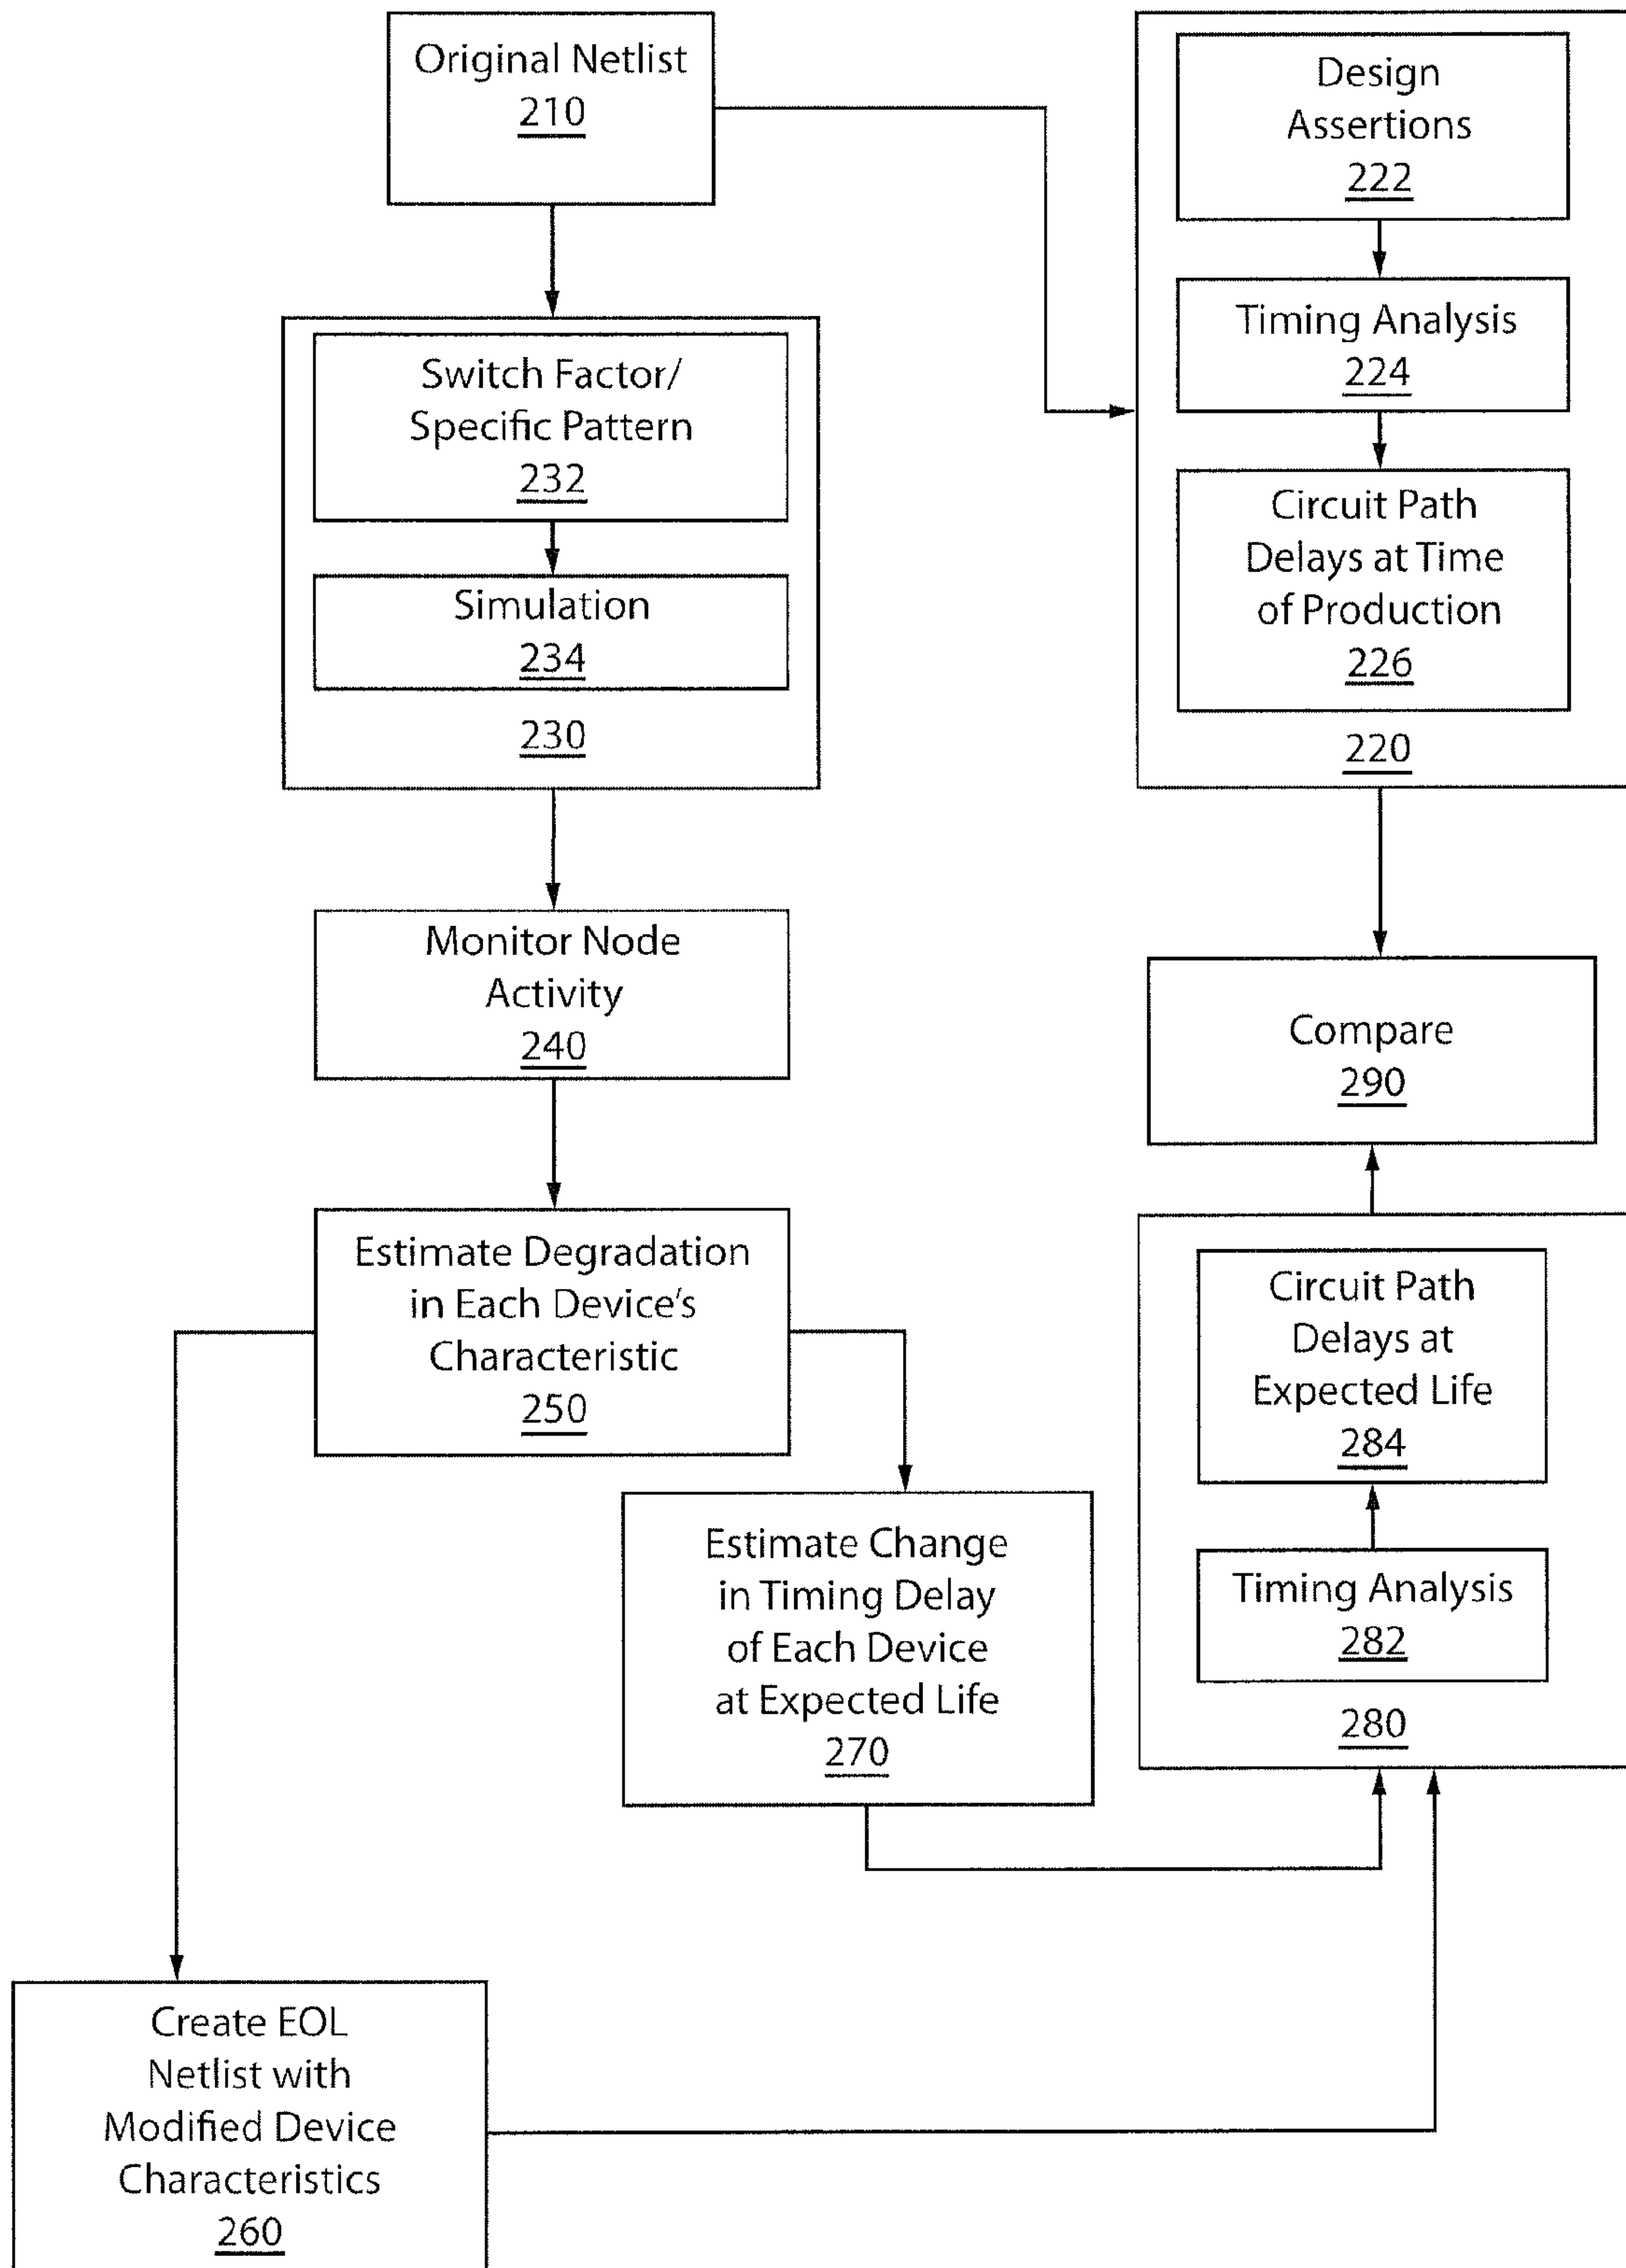 Original Netlist
210
Design
Assertions
222
Timing Analysis
224
Circuit Path
Delays at Time
of Production
226
220
Switch Factor/
Specific Pattern
232
Simulation
234
230
Monitor Node
Activity
240
Compare
290
Estimate Degradation
in Each Device's
Characteristic
250
Circuit Path
Delays at
Expected Life
284
Timing Analysis
282
280
Estimate Change
in Timing Delay
of Each Device
at Expected Life
270
Create EOL
Netlist with
Modified Device
Characteristics
260